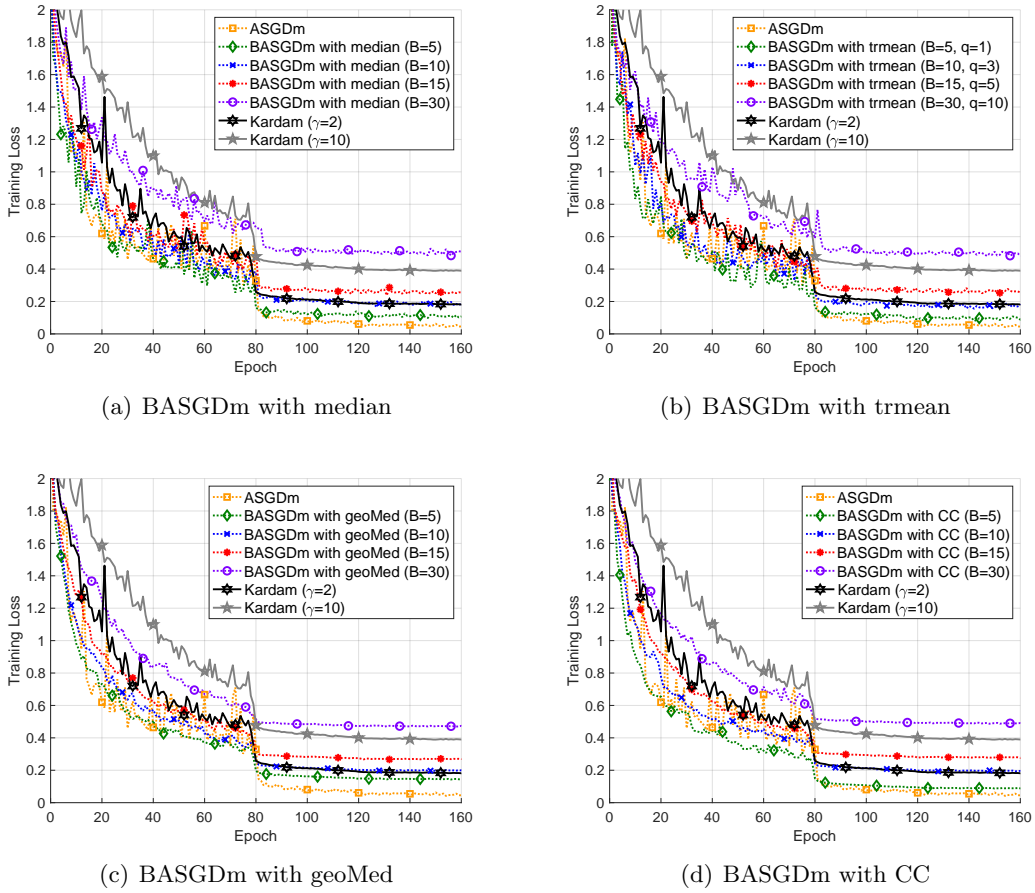 2
1.8
1.6
1.4
1.2
1
0.8
0.6
0.4
0.2
0
Training Loss
ASGDm
BASGDm with median (B=5)
BASGDm with median (B=10)
BASGDm with median (B=15)
BASGDm with median (B=30)
Kardam (γ=2)
Kardam (γ=10)
0 20 40 60 80 100 120 140 160
Epoch
(a) BASGDm with median
2
1.8
1.6
1.4
1.2
1
0.8
0.6
0.4
0.2
0
Training Loss
ASGDm
BASGDm with trmean (B=5, q=1)
BASGDm with trmean (B=10, q=3)
BASGDm with trmean (B=15, q=5)
BASGDm with trmean (B=30, q=10)
Kardam (γ=2)
Kardam (γ=10)
0 20 40 60 80 100 120 140 160
Epoch
(b) BASGDm with trmean
2
1.8
1.6
1.4
1.2
1
0.8
0.6
0.4
0.2
0
Training Loss
ASGDm
BASGDm with geoMed (B=5)
BASGDm with geoMed (B=10)
BASGDm with geoMed (B=15)
BASGDm with geoMed (B=30)
Kardam (γ=2)
Kardam (γ=10)
0 20 40 60 80 100 120 140 160
Epoch
(c) BASGDm with geoMed
2
1.8
1.6
1.4
1.2
1
0.8
0.6
0.4
0.2
0
Training Loss
ASGDm
BASGDm with CC (B=5)
BASGDm with CC (B=10)
BASGDm with CC (B=15)
BASGDm with CC (B=30)
Kardam (γ=2)
Kardam (γ=10)
0 20 40 60 80 100 120 140 160
Epoch
(d) BASGDm with CC